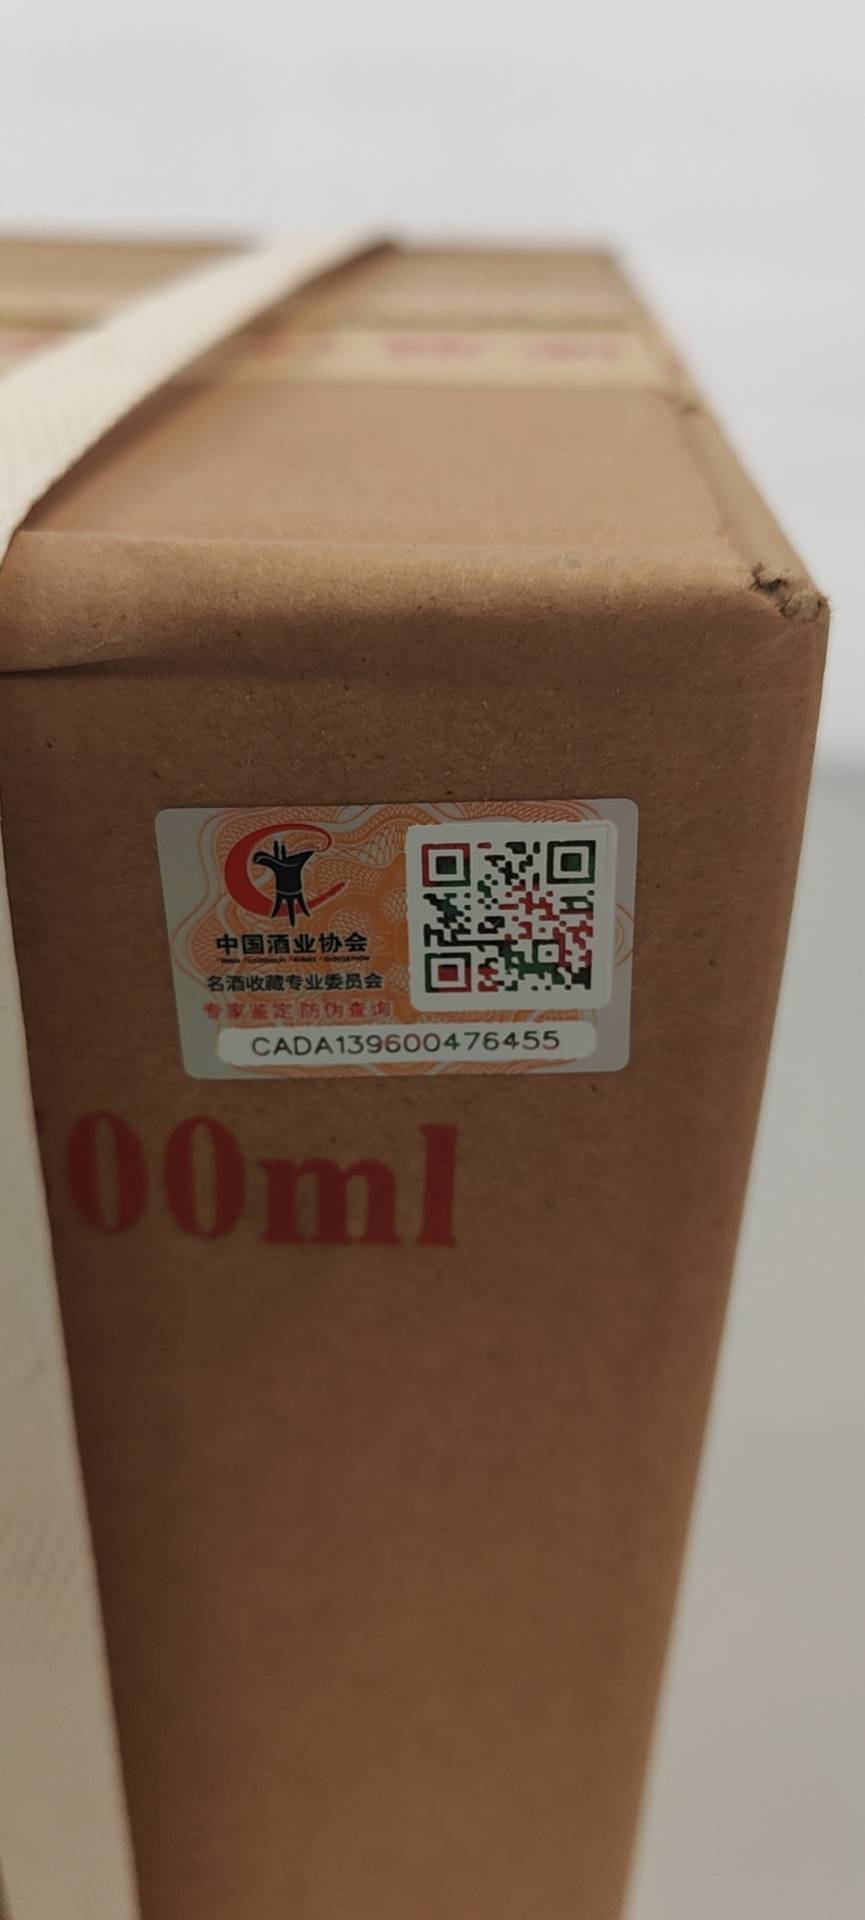 中国酒业协会
名酒收藏专业委员会
专家鉴定 防伪查询
CADA139600476455
00ml